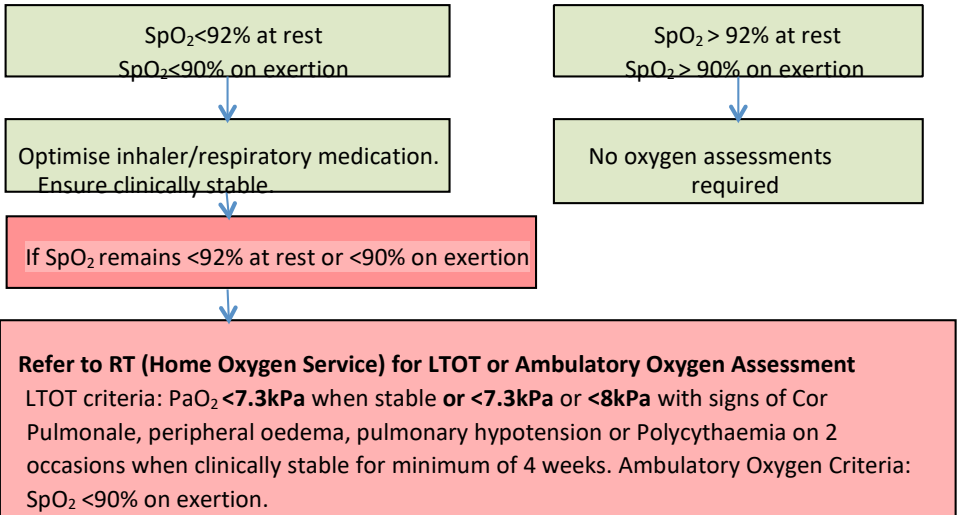 SpO₂<92% at rest
SpO₂<90% on exertion
SpO₂ > 92% at rest
SpO₂ > 90% on exertion
Optimise inhaler/respiratory medication.
Ensure clinically stable.
No oxygen assessments
required
If SpO₂ remains <92% at rest or <90% on exertion
Refer to RT (Home Oxygen Service) for LTOT or Ambulatory Oxygen Assessment
LTOT criteria: PaO₂ <7.3kPa when stable or <7.3kPa or <8kPa with signs of Cor
Pulmonale, peripheral oedema, pulmonary hypotension or Polycythaemia on 2
occasions when clinically stable for minimum of 4 weeks. Ambulatory Oxygen Criteria:
SpO₂ <90% on exertion.